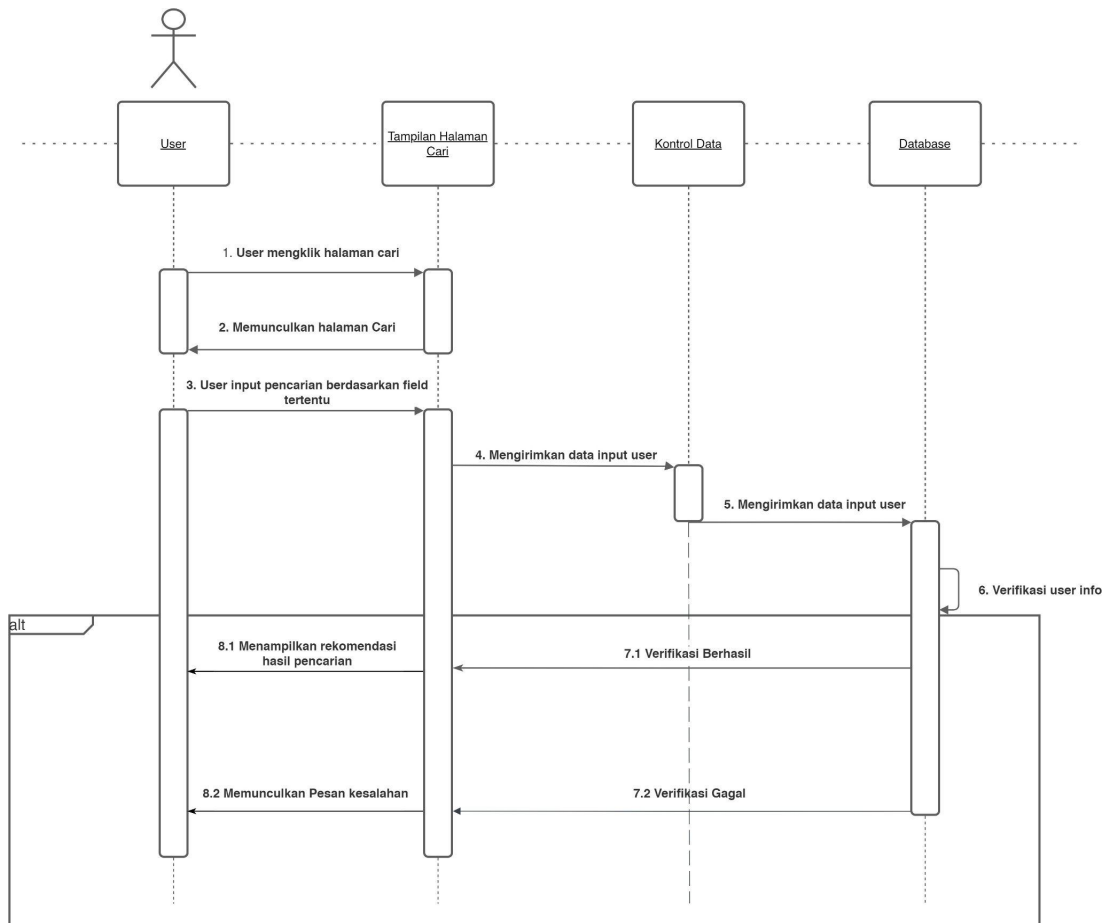 User
Tampilan Halaman
Cari
Kontrol Data
Database
1. User mengklik halaman cari
2. Memunculkan halaman Cari
3. User input pencarian berdasarkan field
tertentu
4. Mengirimkan data input user
5. Mengirimkan data input user
6. Verifikasi user info
alt
8.1 Menampilkan rekomendasi
hasil pencarian
7.1 Verifikasi Berhasil
8.2 Memunculkan Pesan kesalahan
7.2 Verifikasi Gagal